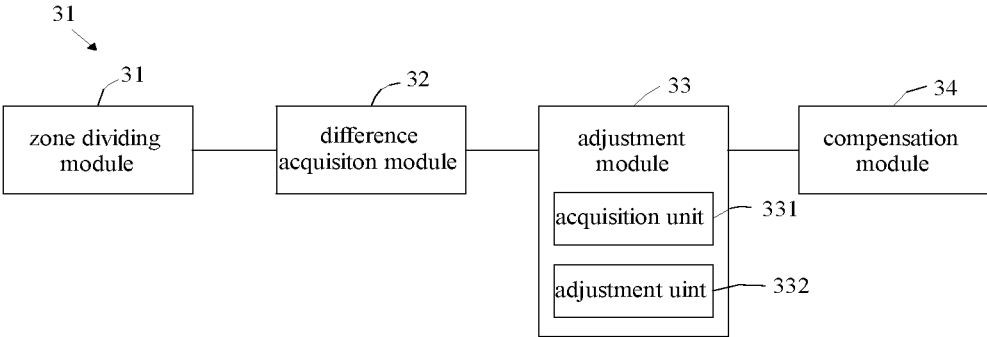 31
31
32
33
34
zone dividing
module
difference
acquisiton module
adjustment
module
compensation
module
acquisition unit
331
adjustment uint
332